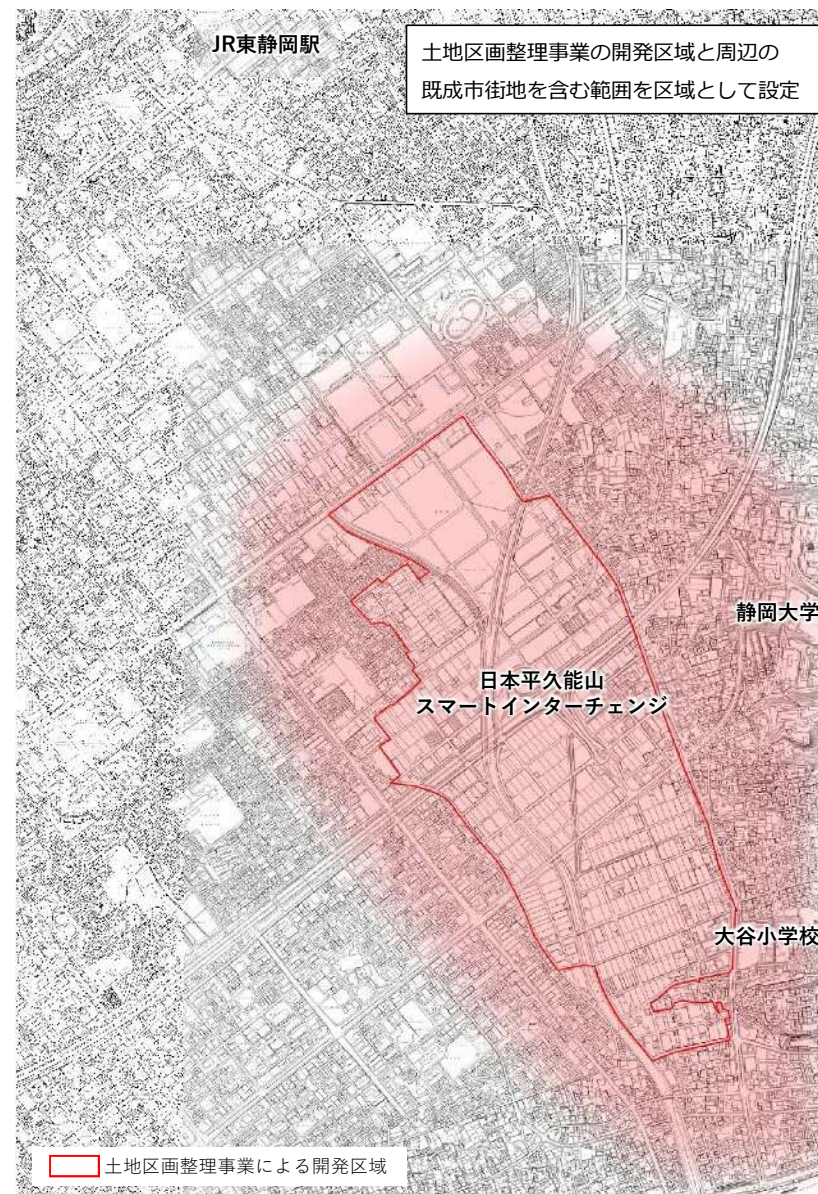 JR東静岡駅
土地区画整理事業の開発区域と周辺の
既成市街地を含む範囲を区域として設定
静岡大学
日本平久能山
スマートインターチェンジ
大谷小学校
土地区画整理事業による開発区域